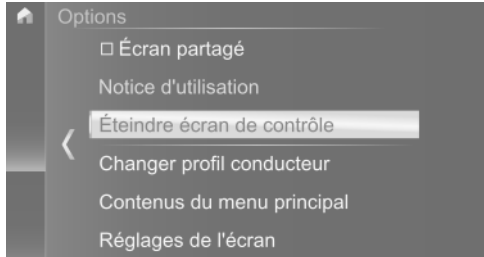 Options
Écran partagé
Notice d'utilisation
Éteindre écran de contrôle
Changer profil conducteur
Contenus du menu principal
Réglages de l'écran